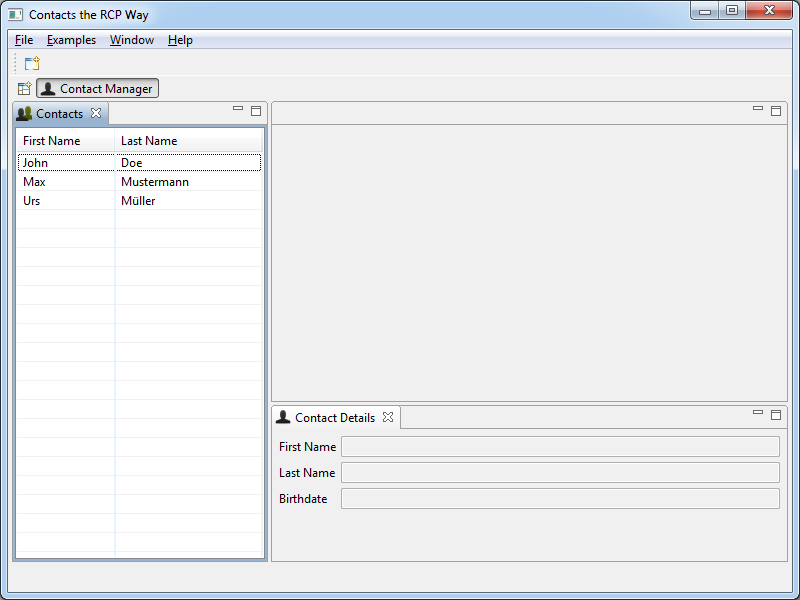 Contacts the RCP Way
File Examples Window Help
Contact Manager
Contacts
First Name Last Name
John Doe
Max Mustermann
Urs Müller
Contact Details
First Name
Last Name
Birthdate